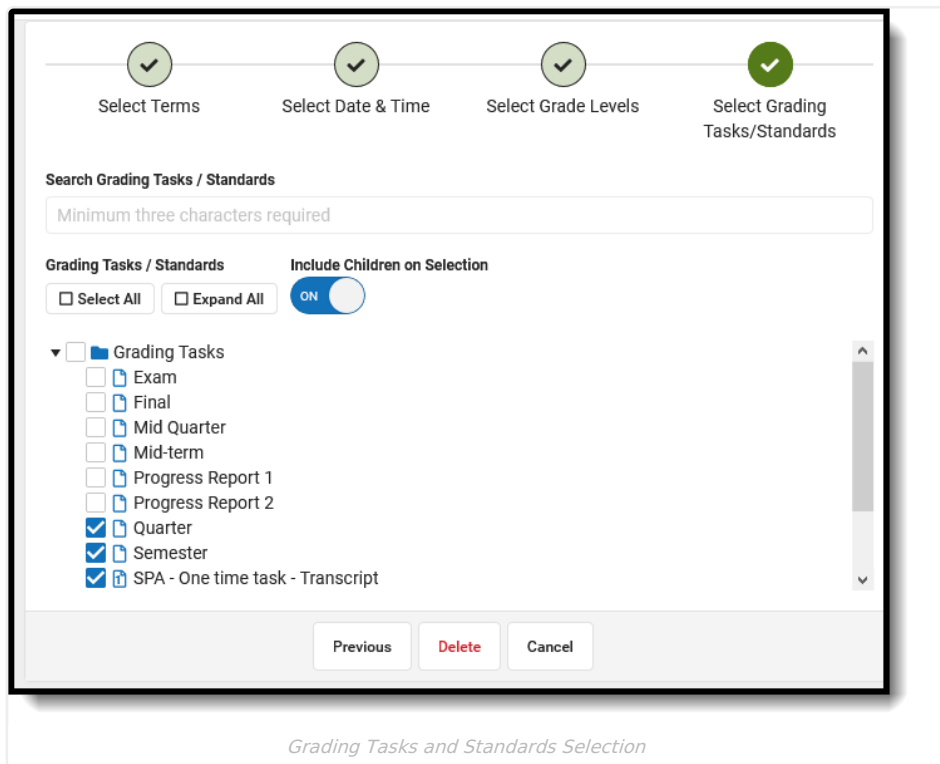 Select Terms
Select Date & Time
Select Grade Levels
Select Grading
Tasks/Standards
Search Grading Tasks / Standards
Minimum three characters required
Grading Tasks / Standards
Include Children on Selection
Select All
Expand All
ON
Grading Tasks
Exam
Final
Mid Quarter
Mid-term
Progress Report 1
Progress Report 2
Quarter
Semester
SPA - One time task - Transcript
Previous
Delete
Cancel
Grading Tasks and Standards Selection